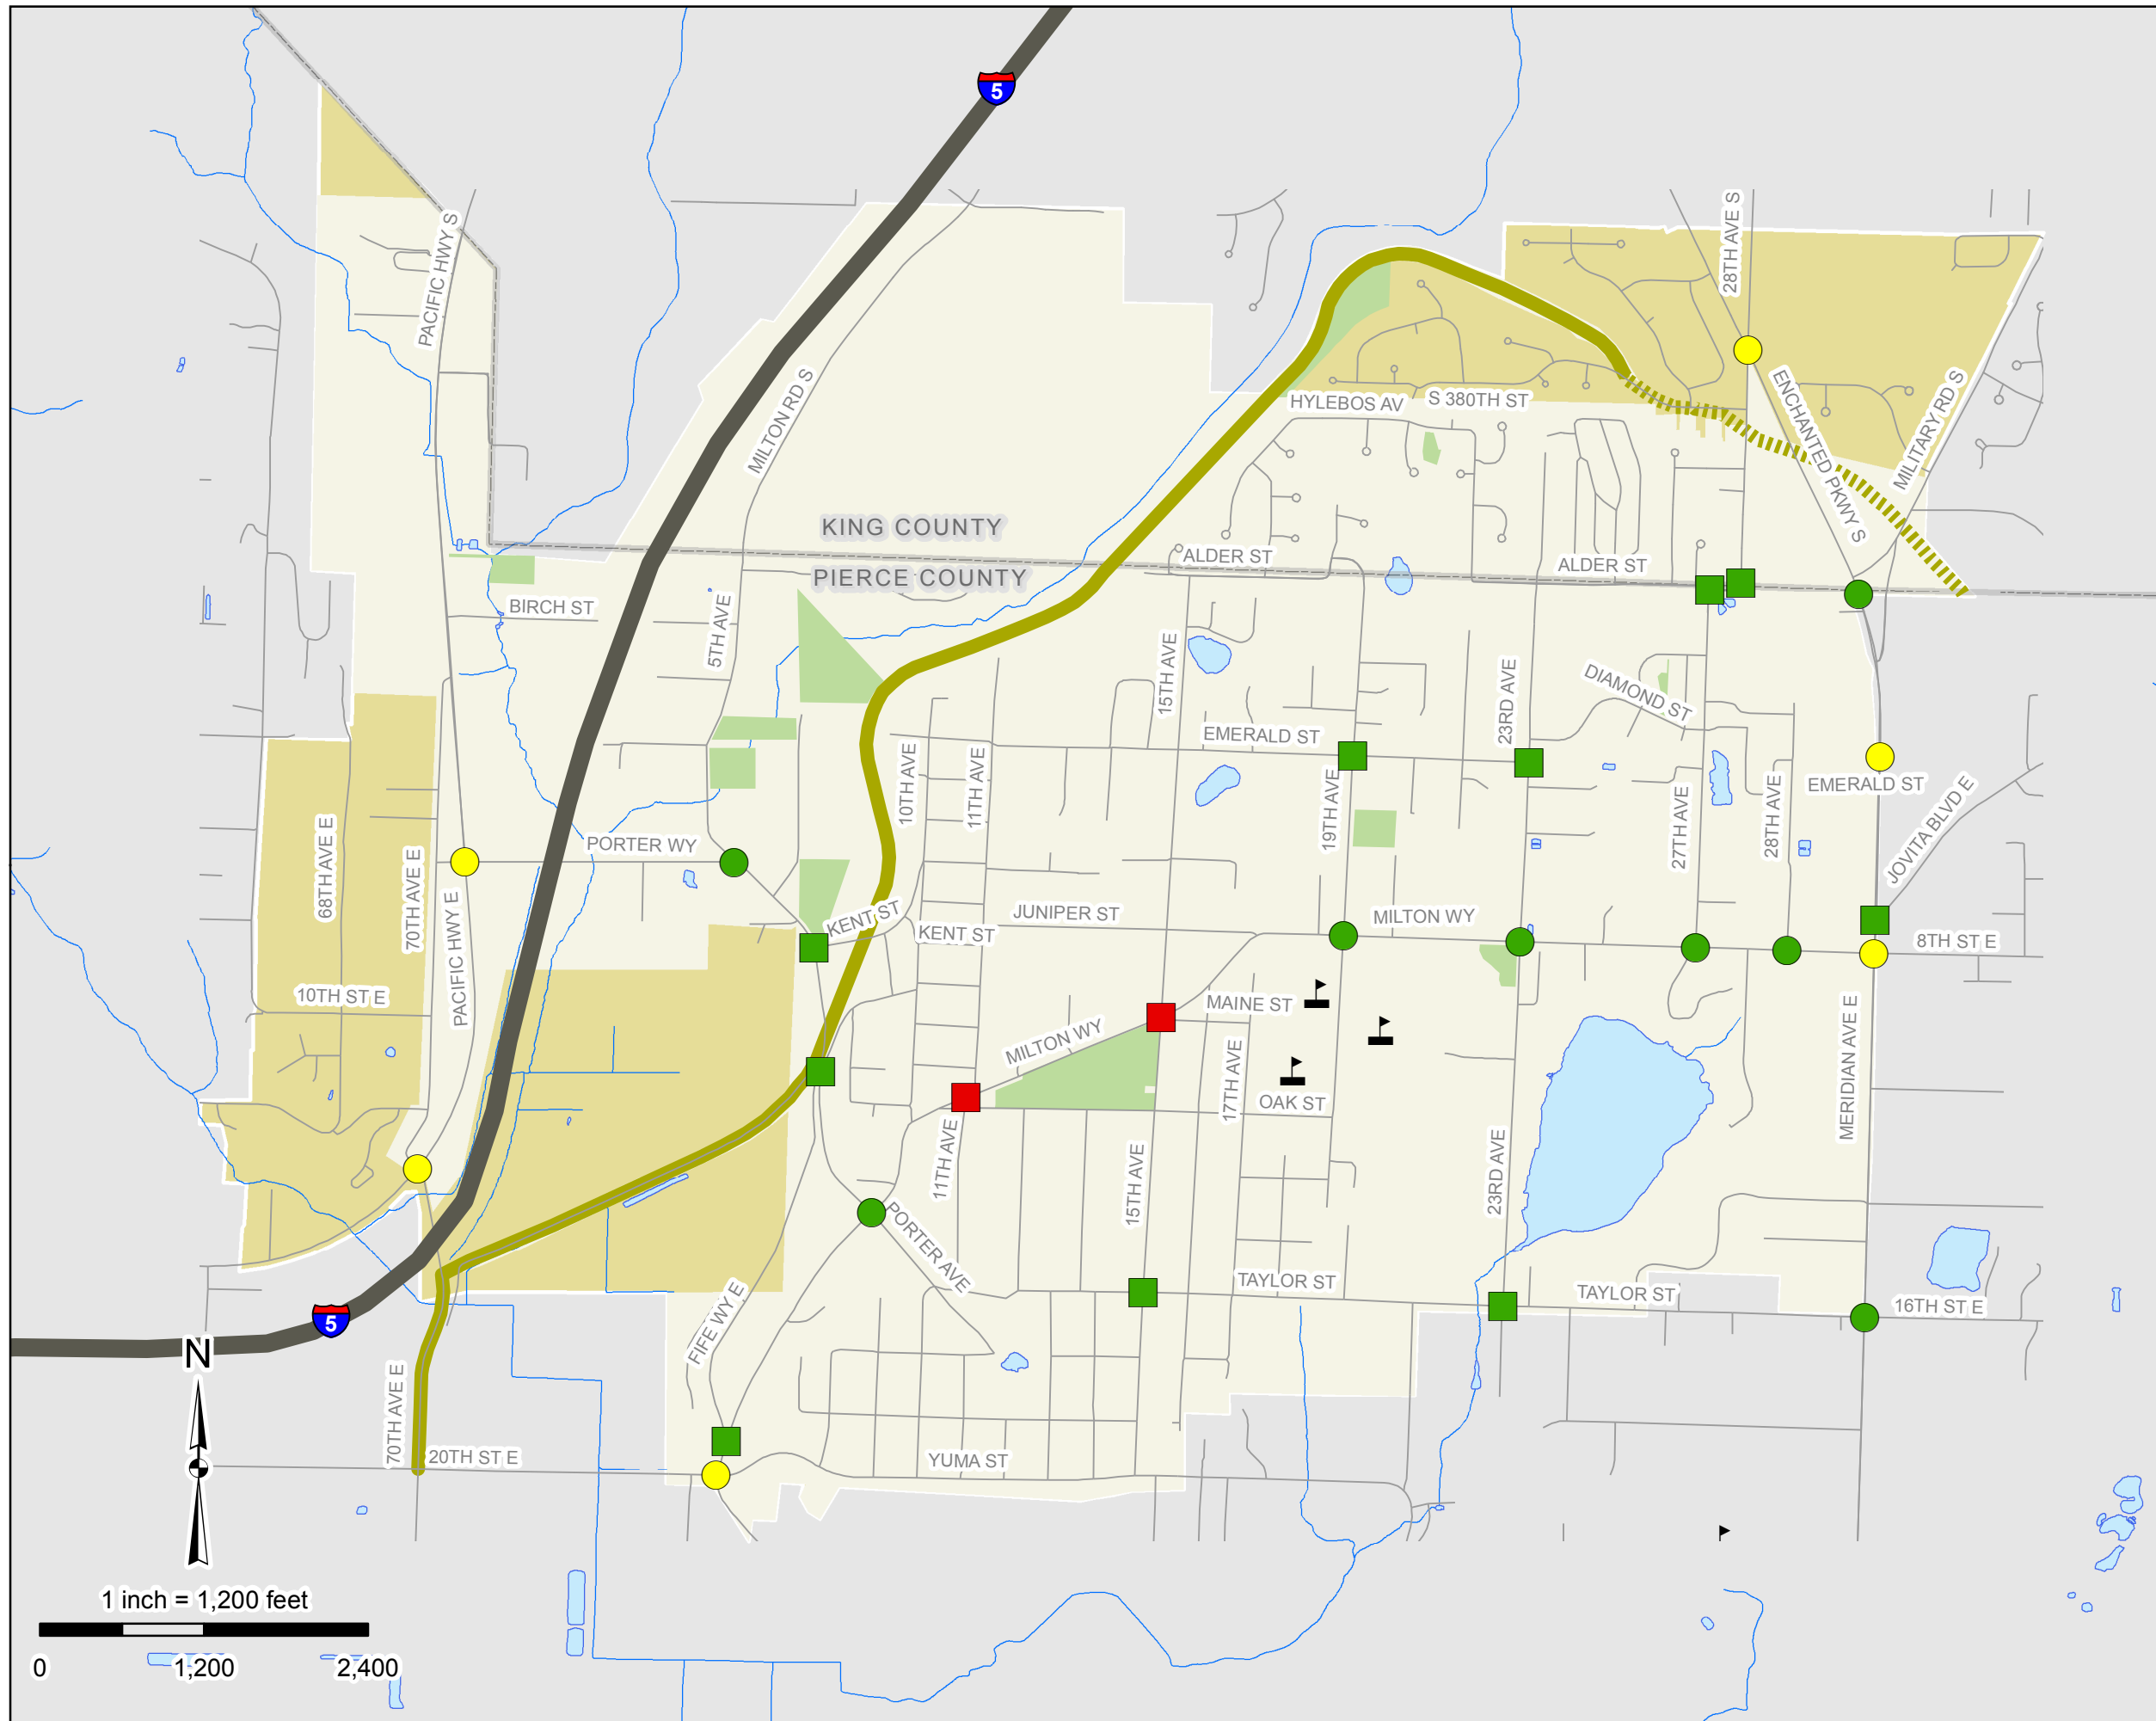 5
PACIFIC HWY S
28TH AVE S
MILTON RD S
HYLEBOS AV
S 380TH ST
ENCHANTED PKWY S
MILITARY RD S
KING COUNTY
PIERCE COUNTY
ALDER ST
ALDER ST
BIRCH ST
5TH AVE
15TH AVE
23RD AVE
DIAMOND ST
EMERALD ST
EMERALD ST
10TH AVE
11TH AVE
19TH AVE
27TH AVE
28TH AVE
JOVITA BLVD E
68TH AVE E
70TH AVE E
PACIFIC HWY E
PORTER WY
KENT ST
KENT ST
JUNIPER ST
MILTON WY
8TH ST E
10TH ST E
MAINE ST
MILTON WY
17TH AVE
OAK ST
MERIDIAN AVE E
11TH AVE
15TH AVE
23RD AVE
PORTER AVE
TAYLOR ST
TAYLOR ST
16TH ST E
FIFE WY E
5
N
70TH AVE E
20TH ST E
YUMA ST
1 inch = 1,200 feet
0 1,200 2,400